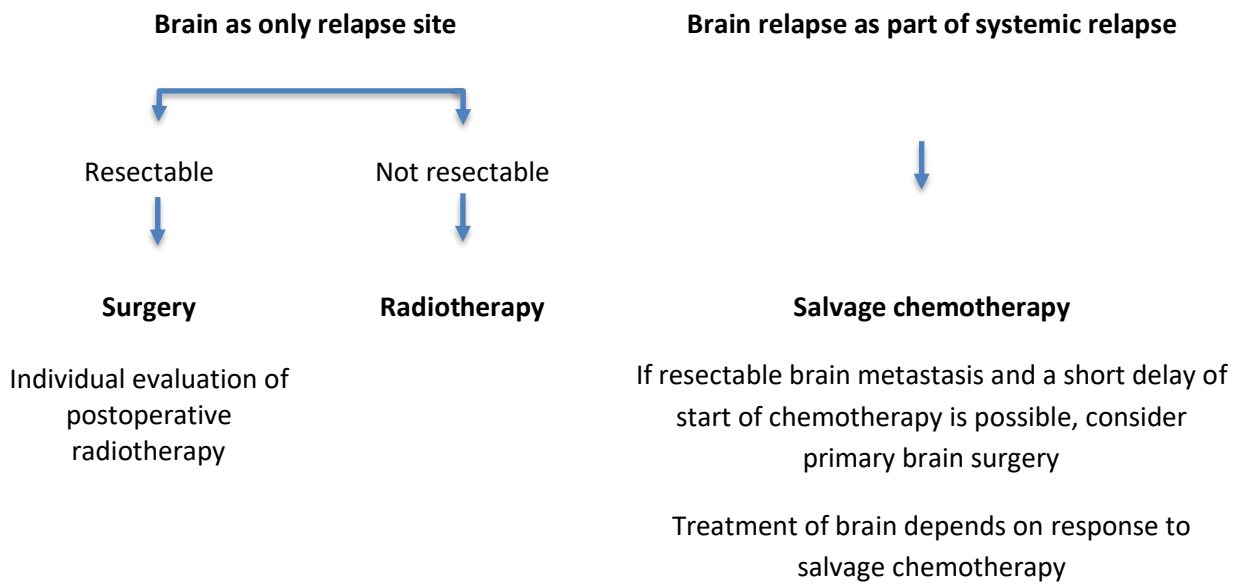 Brain as only relapse site
Brain relapse as part of systemic relapse
Resectable
Not resectable
Surgery
Radiotherapy
Salvage chemotherapy
Individual evaluation of
postoperative
radiotherapy
If resectable brain metastasis and a short delay of
start of chemotherapy is possible, consider
primary brain surgery
Treatment of brain depends on response to
salvage chemotherapy